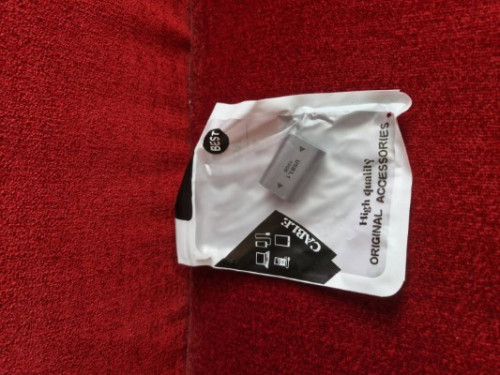 BEST
High quality
ORIGINAL ACCESSORIES
CABLE